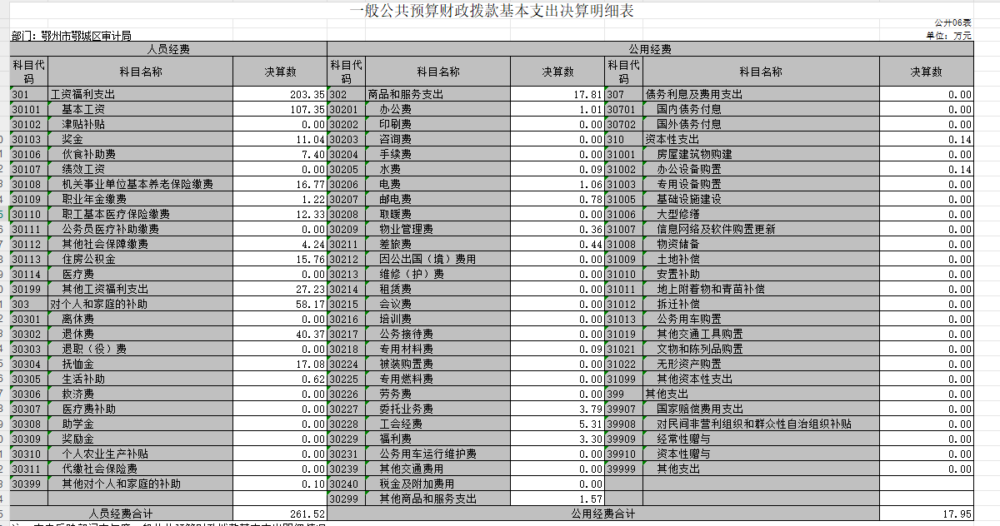 一般公共预算财政拨款基本支出决算明细表
公开06表
部门：鄂州市鄂城区审计局 单位：万元
人员经费 公用经费
科目代码 科目名称 决算数 科目代码 科目名称 决算数 科目代码 科目名称 决算数
301 工资福利支出 203.35 302 商品和服务支出 17.81 307 债务利息及费用支出 0.00
30101 基本工资 107.35 30201 办公费 1.01 30701 国内债务付息 0.00
30102 津贴补贴 0.00 30202 印刷费 0.00 30702 国外债务付息 0.00
30103 奖金 11.04 30203 咨询费 0.00 310 资本性支出 0.14
30106 伙食补助费 7.40 30204 手续费 0.00 31001 房屋建筑物购建 0.00
30107 绩效工资 0.00 30205 水费 0.09 31002 办公设备购置 0.14
30108 机关事业单位基本养老保险缴费 16.77 30206 电费 1.06 31003 专用设备购置 0.00
30109 职业年金缴费 1.22 30207 邮电费 0.78 31005 基础设施建设 0.00
30110 职工基本医疗保险缴费 12.33 30208 取暖费 0.00 31006 大型修缮 0.00
30111 公务员医疗补助缴费 0.00 30209 物业管理费 0.36 31007 信息网络及软件购置更新 0.00
30112 其他社会保障缴费 4.24 30211 差旅费 0.44 31008 物资储备 0.00
30113 住房公积金 15.76 30212 因公出国（境）费用 0.00 31009 土地补偿 0.00
30114 医疗费 0.00 30213 维修（护）费 0.00 31010 安置补助 0.00
30199 其他工资福利支出 27.23 30214 租赁费 0.00 31011 地上附着物和青苗补偿 0.00
303 对个人和家庭的补助 58.17 30215 会议费 0.00 31012 拆迁补偿 0.00
30301 离休费 0.00 30216 培训费 0.00 31013 公务用车购置 0.00
30302 退休费 40.37 30217 公务接待费 0.00 31019 其他交通工具购置 0.00
30303 退职（役）费 0.00 30218 专用材料费 0.09 31021 文物和陈列品购置 0.00
30304 抚恤金 17.08 30224 被装购置费 0.00 31022 无形资产购置 0.00
30305 生活补助 0.62 30225 专用燃料费 0.00 31099 其他资本性支出 0.00
30306 救济费 0.00 30226 劳务费 0.00 399 其他支出 0.00
30307 医疗费补助 0.00 30227 委托业务费 3.79 39907 国家赔偿费用支出 0.00
30308 助学金 0.00 30228 工会经费 5.31 39908 对民间非营利组织和群众性自治组织补贴 0.00
30309 奖励金 0.00 30229 福利费 3.30 39909 经常性赠与 0.00
30310 个人农业生产补贴 0.00 30231 公务用车运行维护费 0.00 39910 资本性赠与 0.00
30311 代缴社会保险费 0.00 30239 其他交通费用 0.00 39999 其他支出 0.00
30399 其他对个人和家庭的补助 0.10 30240 税金及附加费用 0.00
30299 其他商品和服务支出 1.57
人员经费合计 261.52 公用经费合计 17.95